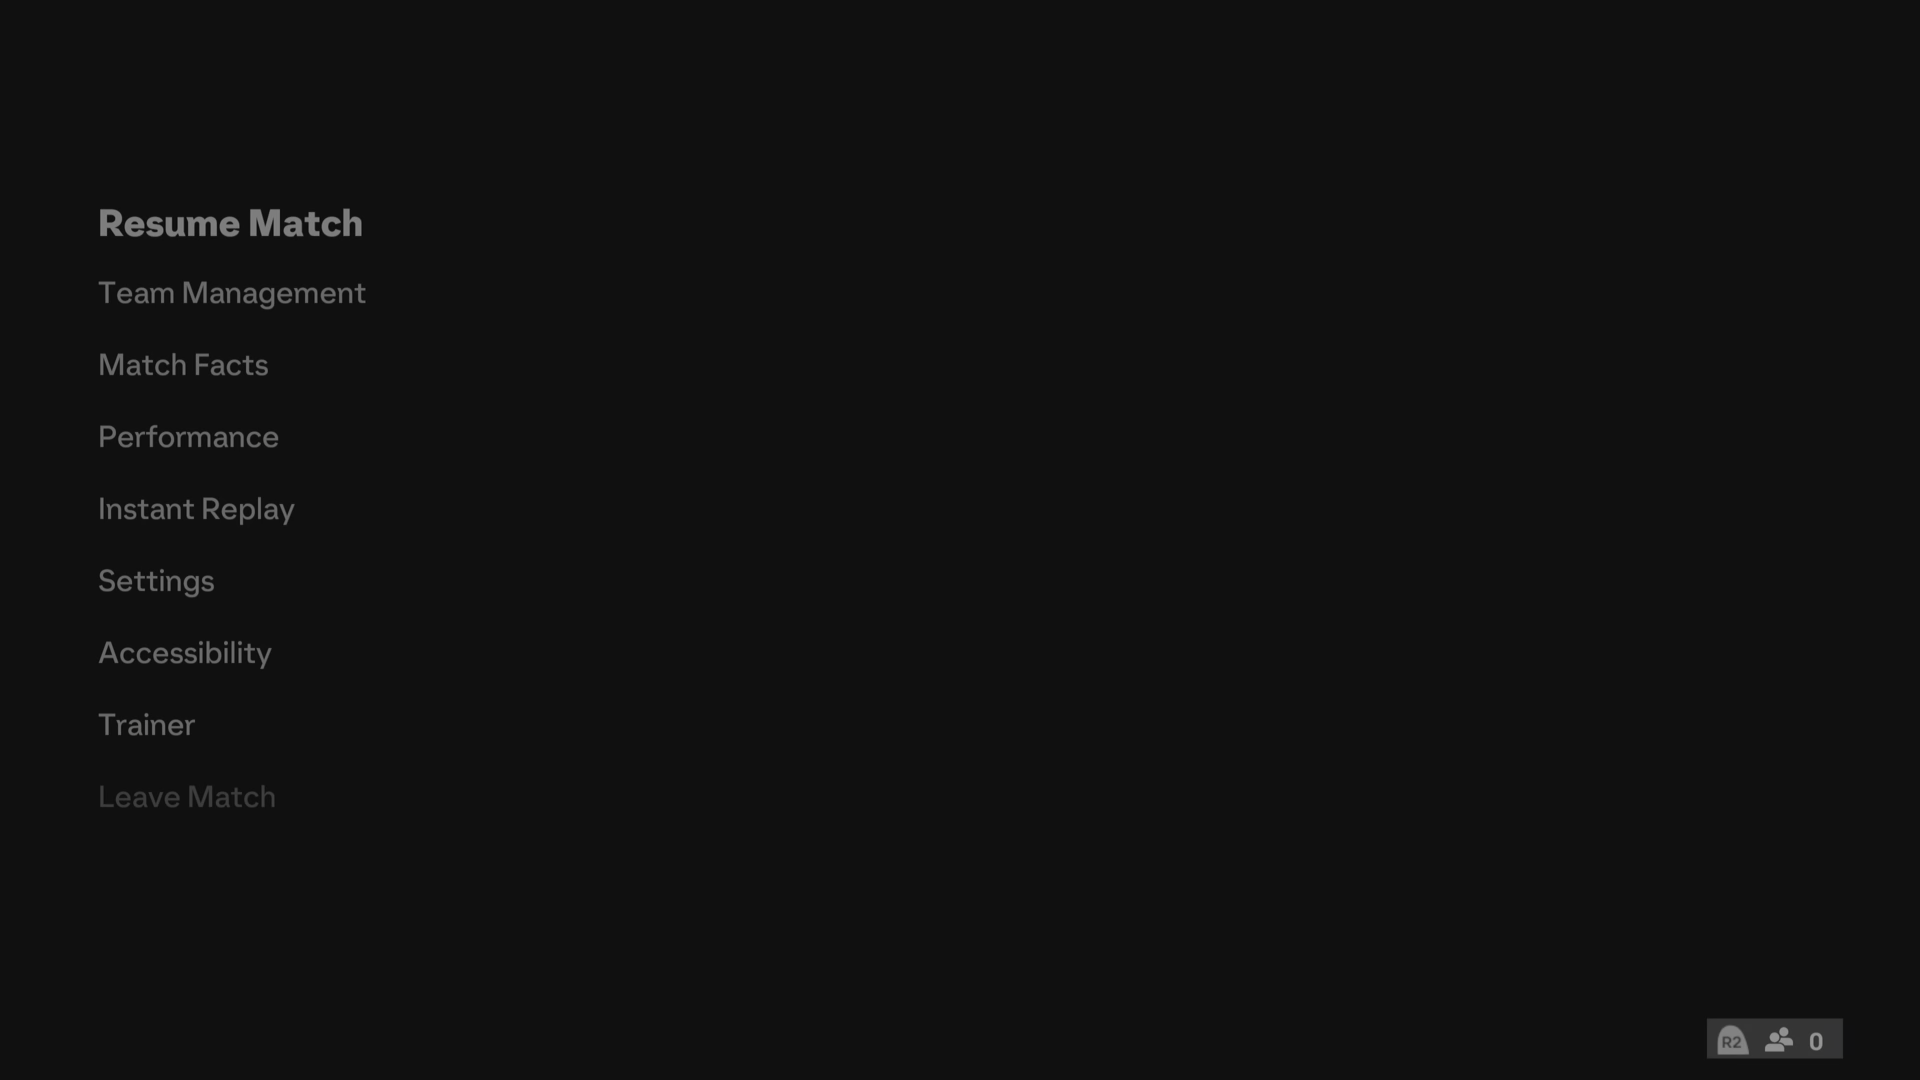 Resume Match
Team Management
Match Facts
Performance
Instant Replay
Settings
Accessibility
Trainer
Leave Match
R2 0